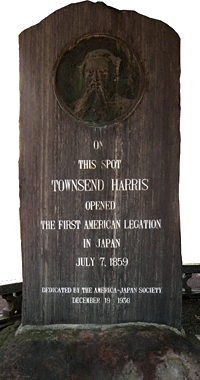 ON
THIS SPOT
TOWNSEND HARRIS
OPENED
THE FIRST AMERICAN LEGATION
IN JAPAN
JULY 7, 1859
DEDICATED BY THE AMERICA-JAPAN SOCIETY
DECEMBER 19 1936